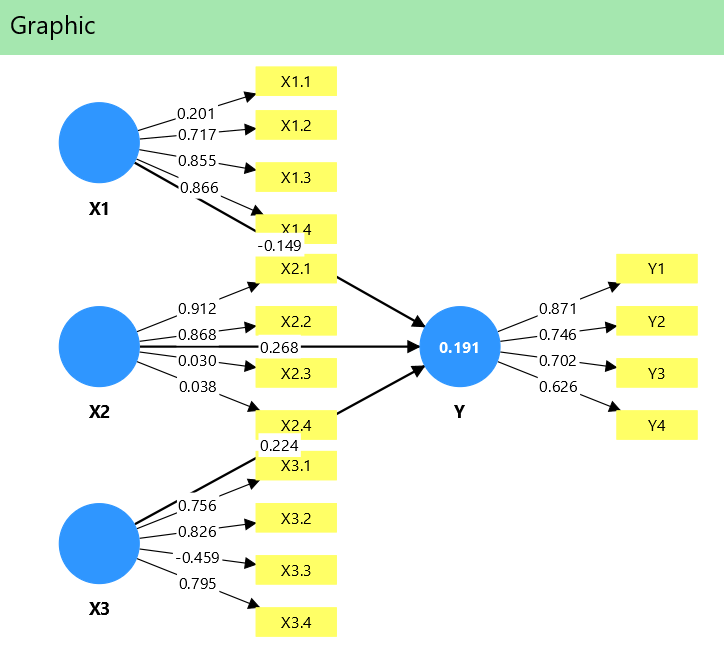 Graphic
X1.1
0.201
X1.2
0.717
X1.3
0.855
0.866
X1
X1.4
-0.149
X2.1
Y1
0.912
0.871
X2.2
Y2
0.868
0.746
0.268
0.191
0.030
0.702
X2.3
Y3
0.038
0.626
X2
Y
X2.4
Y4
0.224
X3.1
0.756
X3.2
0.826
-0.459
X3.3
0.795
X3
X3.4